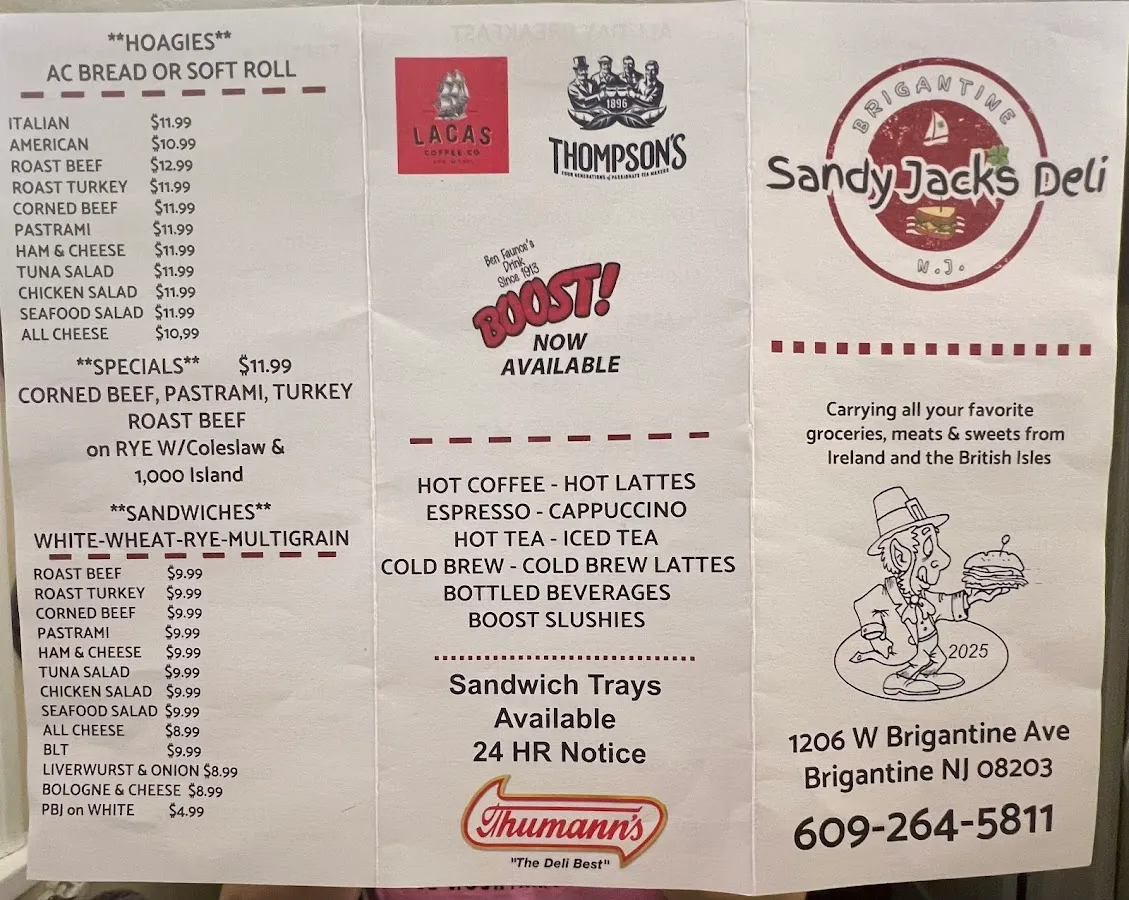 **HOAGIES**
AC BREAD OR SOFT ROLL
ITALIAN $11.99
AMERICAN $10.99
ROAST BEEF $12.99
ROAST TURKEY $11.99
CORNED BEEF $11.99
PASTRAMI $11.99
HAM & CHEESE $11.99
TUNA SALAD $11.99
CHICKEN SALAD $11.99
SEAFOOD SALAD $11.99
ALL CHEESE $10,99
**SPECIALS** $11.99
CORNED BEEF, PASTRAMI, TURKEY
ROAST BEEF
on RYE W/Coleslaw &
1,000 Island
**SANDWICHES**
WHITE-WHEAT-RYE-MULTIGRAIN
ROAST BEEF $9.99
ROAST TURKEY $9.99
CORNED BEEF $9.99
PASTRAMI $9.99
HAM & CHEESE $9.99
TUNA SALAD $9.99
CHICKEN SALAD $9.99
SEAFOOD SALAD $9.99
ALL CHEESE $8.99
BLT $9.99
LIVERWURST & ONION $8.99
BOLOGNE & CHEESE $8.99
PBJ on WHITE $4.99
LACAS
COFFEE CO
1896
THOMPSON'S
FOUR GENERATIONS of PASSIONATE TEA MAKERS
Ben Faunce's
Drink
Since 1913
BOOST!
NOW
AVAILABLE
HOT COFFEE - HOT LATTES
ESPRESSO - CAPPUCCINO
HOT TEA - ICED TEA
COLD BREW - COLD BREW LATTES
BOTTLED BEVERAGES
BOOST SLUSHIES
Sandwich Trays
Available
24 HR Notice
Thumann's
"The Deli Best"
BRIGANTINE
Sandy Jacks Deli
N.J.
Carrying all your favorite
groceries, meats & sweets from
Ireland and the British Isles
2025
1206 W Brigantine Ave
Brigantine NJ 08203
609-264-5811